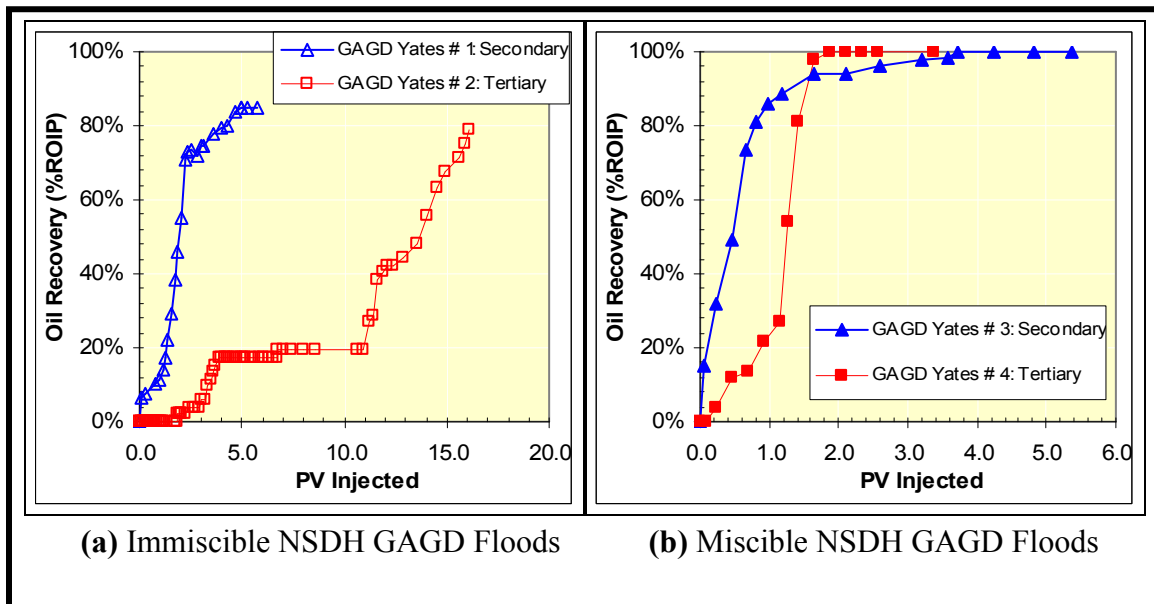 GAGD Yates # 1: Secondary
GAGD Yates # 2: Tertiary
Oil Recovery (%ROIP)
100%
80%
60%
40%
20%
0%
0.0 5.0 10.0 15.0 20.0
PV Injected
(a) Immiscible NSDH GAGD Floods
Oil Recovery (%ROIP)
100%
80%
60%
40%
20%
0%
GAGD Yates # 3: Secondary
GAGD Yates # 4: Tertiary
0.0 1.0 2.0 3.0 4.0 5.0 6.0
PV Injected
(b) Miscible NSDH GAGD Floods